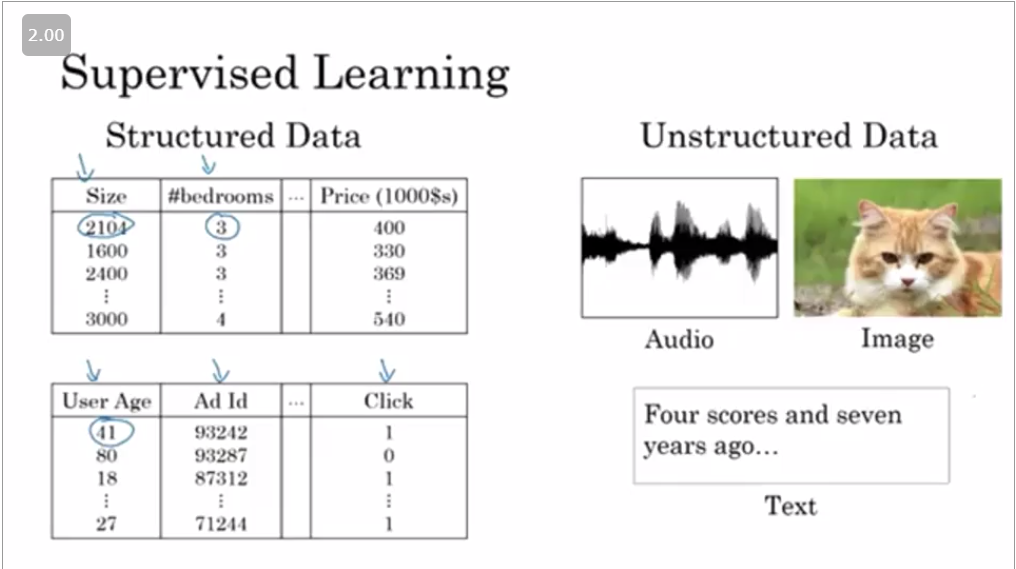 2.00
Supervised Learning
Structured Data
Size #bedrooms ... Price (1000$s)
2104 3 400
1600 3 330
2400 3 369
⋮ ⋮ ⋮
3000 4 540
User Age Ad Id ... Click
41 93242 1
80 93287 0
18 87312 1
⋮ ⋮ ⋮
27 71244 1
Unstructured Data
Audio
Image
Four scores and seven
years ago...
Text